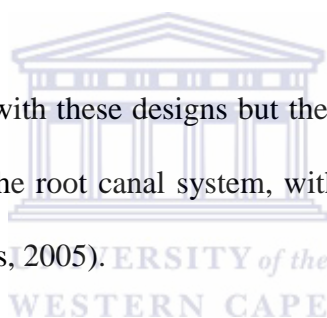 with these designs but the
he root canal system, with
s, 2005).
UNIVERSITY of the
WESTERN CAPE